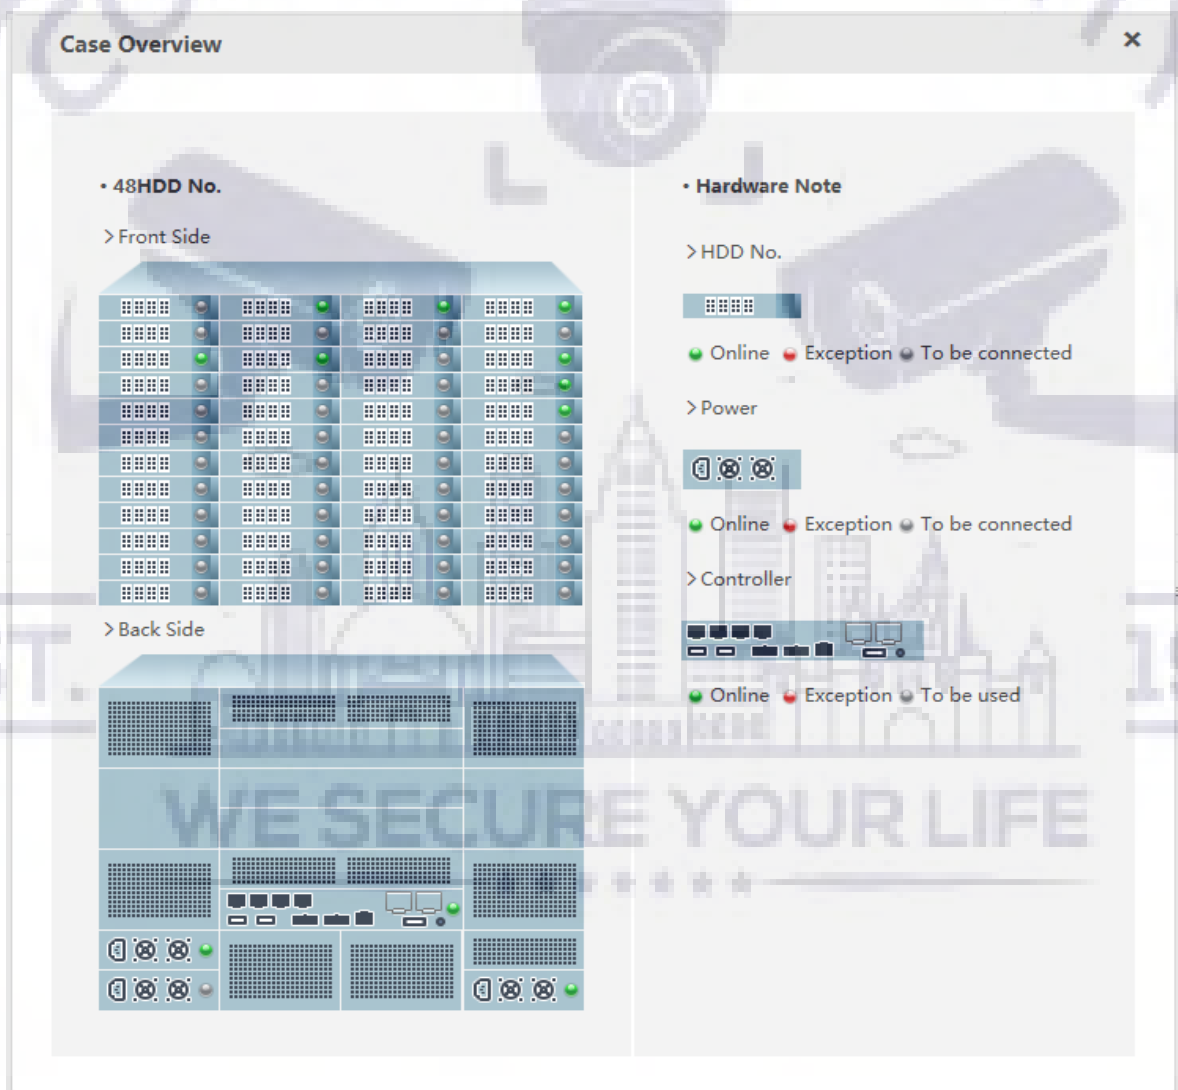 Case Overview
×
• 48HDD No.
>Front Side
>Back Side
• Hardware Note
>HDD No.
Online Exception To be connected
>Power
Online Exception To be connected
>Controller
Online Exception To be used
WE SECURE YOUR LIFE